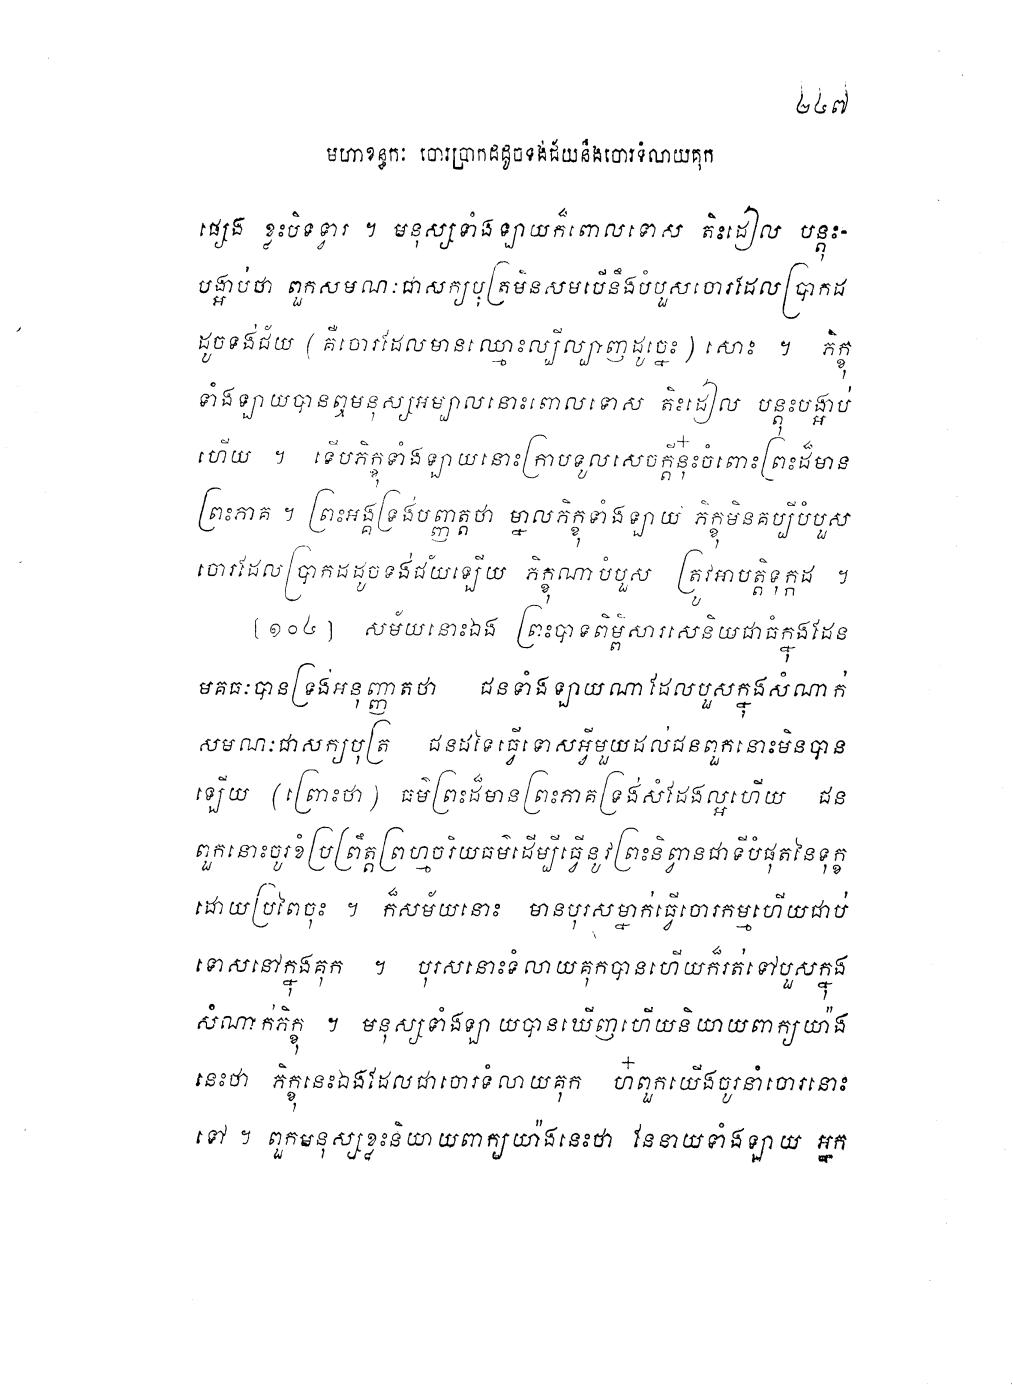 ២៤៧
មហាខន្ធកៈ ចោរប្រាកដដូចទង់ជ័យនឹងចោរទំលាយគុក
ផ្សេង ខ្លះបិទទ្វារ ។ មនុស្សទាំងឡាយក៏ពោលទោស តិះដៀល បន្តុះ-
បង្អាប់ថា ពួកសមណៈជាសក្យបុត្រមិនសមបើនឹងបំបួសចោរដែលប្រាកដ
ដូចទង់ជ័យ ( គឺចោរដែលមានឈ្មោះល្បីល្បាញដូច្នេះ ) សោះ ។ ភិក្ខុ
ទាំងឡាយបានឮមនុស្សអម្បាលនោះពោលទោស តិះដៀល បន្តុះបង្អាប់
ហើយ ។ ទើបភិក្ខុទាំងឡាយនោះក្រាបទូលសេចក្តីនុ៎ះចំពោះព្រះដ៏មាន
ព្រះភាគ ។ ព្រះអង្គទ្រង់បញ្ញាត្តថា ម្នាលភិក្ខុទាំងឡាយ ភិក្ខុមិនគប្បីបំបួស
ចោរដែលប្រាកដដូចទង់ជ័យឡើយ ភិក្ខុណាបំបួស ត្រូវអាបត្តិទុក្កដ ។
[ ១០៤ ] សម័យនោះឯង ព្រះបាទពិម្ពិសារសេនិយជាធំក្នុងដែន
មគធៈបានទ្រង់អនុញ្ញាតថា ជនទាំងឡាយណាដែលបួសក្នុងសំណាក់
សមណៈជាសក្យបុត្រ ជនដទៃធ្វើទោសអ្វីមួយដល់ជនពួកនោះមិនបាន
ឡើយ (ព្រោះថា) ធម៌ព្រះដ៏មានព្រះភាគទ្រង់សំដែងល្អហើយ ជន
ពួកនោះចូរខំប្រព្រឹត្តព្រហ្មចរិយធម៌ដើម្បីធ្វើនូវព្រះនិព្វានជាទីបំផុតនៃទុក្ខ
ដោយប្រពៃចុះ ។ ក៏សម័យនោះ មានបុរសម្នាក់ធ្វើចោរកម្មហើយជាប់
ទោសនៅក្នុងគុក ។ បុរសនោះទំលាយគុកបានហើយក៏រត់ទៅបួសក្នុង
សំណាក់ភិក្ខុ ។ មនុស្សទាំងឡាយបានឃើញហើយនិយាយពាក្យយ៉ាង
នេះថា ភិក្ខុនេះឯងដែលជាចោរទំលាយគុក ហ៎ពួកយើងចូរនាំចោរនោះ
ទៅ ។ ពួកមនុស្សខ្លះនិយាយពាក្យយ៉ាងនេះថា នែនាយទាំងឡាយ អ្នក